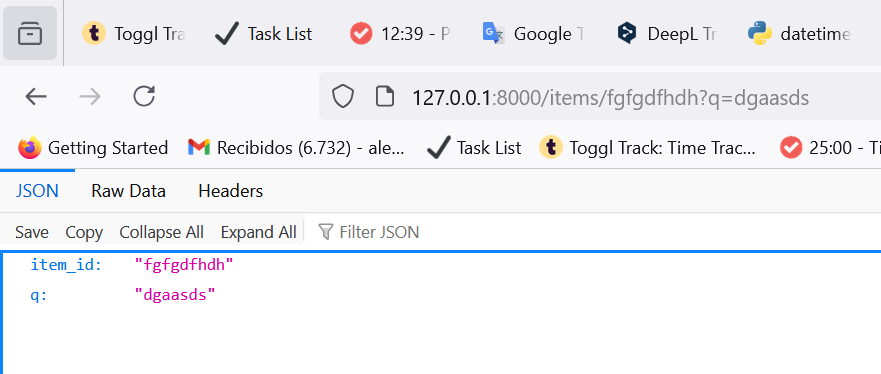 t Toggl Tra Task List 12:39 - P Google T DeepL Tr datetime
127.0.0.1:8000/items/fgfgdfhdh?q=dgaasds
Getting Started Recibidos (6.732) - ale... Task List t Toggl Track: Time Trac... 25:00 - Ti
JSON Raw Data Headers
Save Copy Collapse All Expand All Filter JSON
item_id: "fgfgdfhdh"
q: "dgaasds"